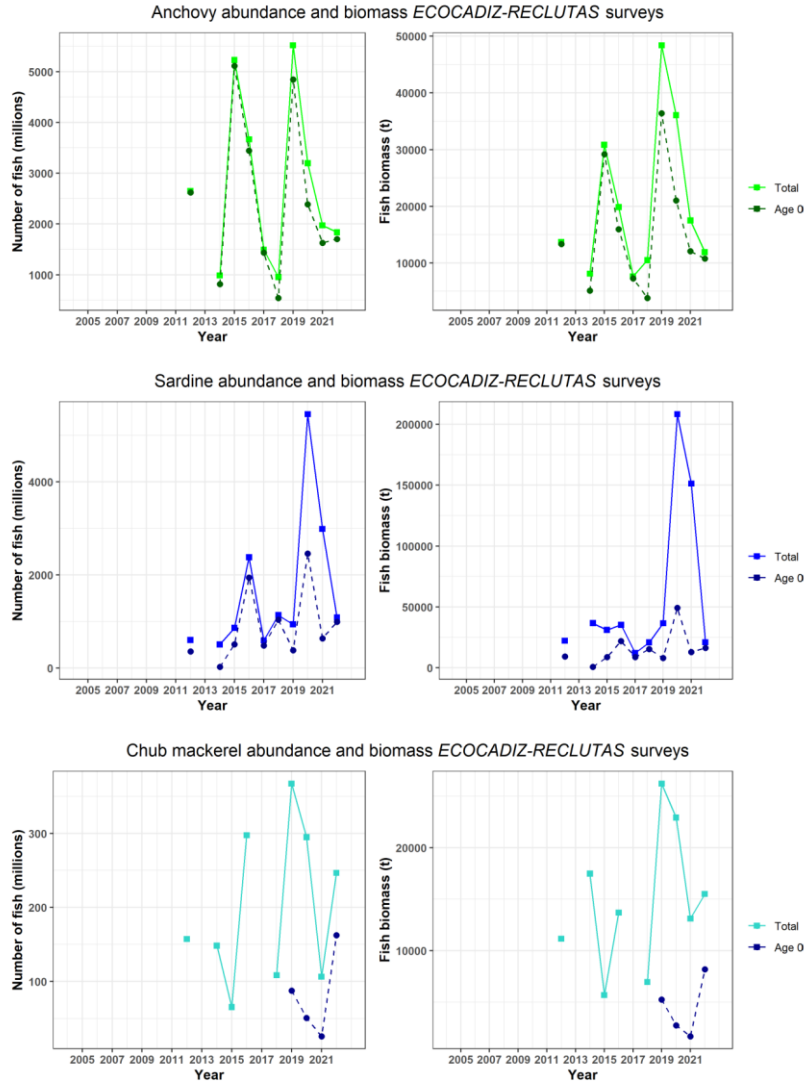 Anchovy abundance and biomass ECOCADIZ-RECLUTAS surveys
Number of fish (millions)
5000
4000
3000
2000
1000
2005 2007 2009 2011 2013 2015 2017 2019 2021
Year
Fish biomass (t)
50000
40000
30000
20000
10000
2005 2007 2009 2011 2013 2015 2017 2019 2021
Year
Total
Age 0
Sardine abundance and biomass ECOCADIZ-RECLUTAS surveys
Number of fish (millions)
4000
2000
0
2005 2007 2009 2011 2013 2015 2017 2019 2021
Year
Fish biomass (t)
200000
150000
100000
50000
0
2005 2007 2009 2011 2013 2015 2017 2019 2021
Year
Total
Age 0
Chub mackerel abundance and biomass ECOCADIZ-RECLUTAS surveys
Number of fish (millions)
300
200
100
2005 2007 2009 2011 2013 2015 2017 2019 2021
Year
Fish biomass (t)
20000
10000
2005 2007 2009 2011 2013 2015 2017 2019 2021
Year
Total
Age 0